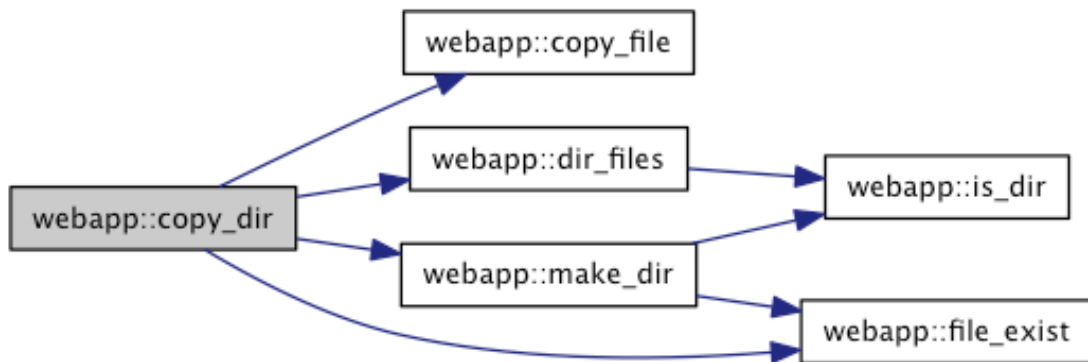 webapp::copy_file
webapp::dir_files
webapp::is_dir
webapp::copy_dir
webapp::make_dir
webapp::file_exist